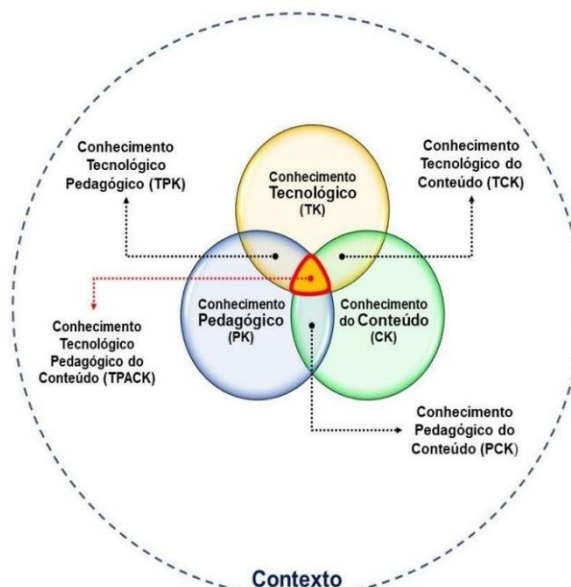 Conhecimento
Tecnológico
Pedagógico (TPK)
Conhecimento
Tecnológico
(TK)
Conhecimento
Tecnológico do
Conteúdo (TCK)
Conhecimento
Pedagógico
(PK)
Conhecimento
do Conteúdo
(CK)
Conhecimento
Tecnológico
Pedagógico do
Conteúdo (TPACK)
Conhecimento
Pedagógico do
Conteúdo (PCK)
Contexto